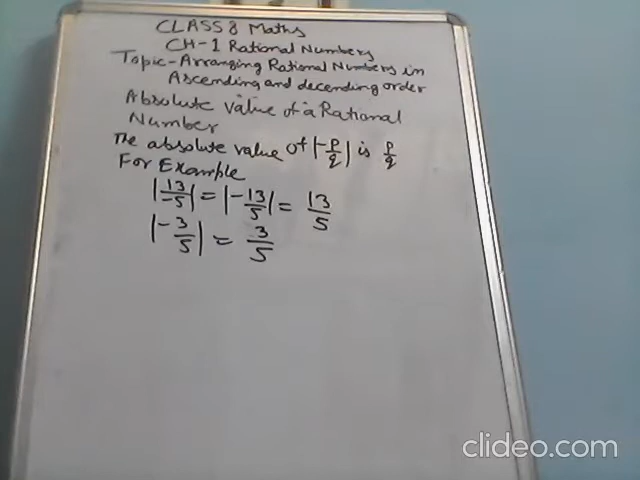 CLASS 8 Maths
CH-1 Rational Numbers
Topic-Arranging Rational Numbers in
Ascending and decending order
Absolute value of a Rational
Number
The absolute value of |-p/q| is p/q
For Example
|13/-5| = |-13/5| = 13/5
|-3/5| = 3/5
clideo.com